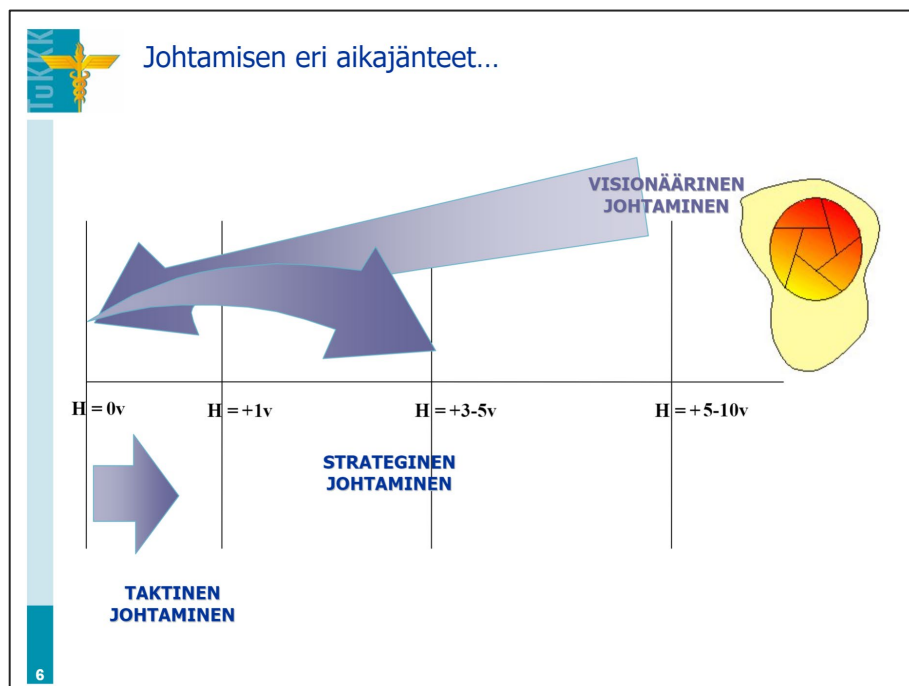 TuKKK
Johtamisen eri aikajänteet...
VISIONÄÄRINEN
JOHTAMINEN
H = 0v
H = +1v
H = +3-5v
H = +5-10v
STRATEGINEN
JOHTAMINEN
TAKTINEN
JOHTAMINEN
6